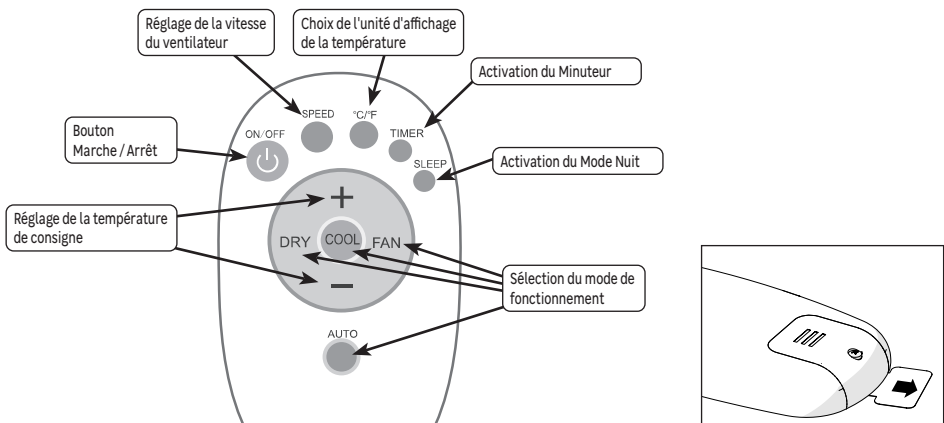 Réglage de la vitesse
du ventilateur
Choix de l'unité d'affichage
de la température
Activation du Minuteur
Bouton
Marche / Arrêt
Activation du Mode Nuit
Réglage de la température
de consigne
Sélection du mode de
fonctionnement
ON/OFF
SPEED
°C/°F
TIMER
SLEEP
+
DRY
COOL
FAN
−
AUTO